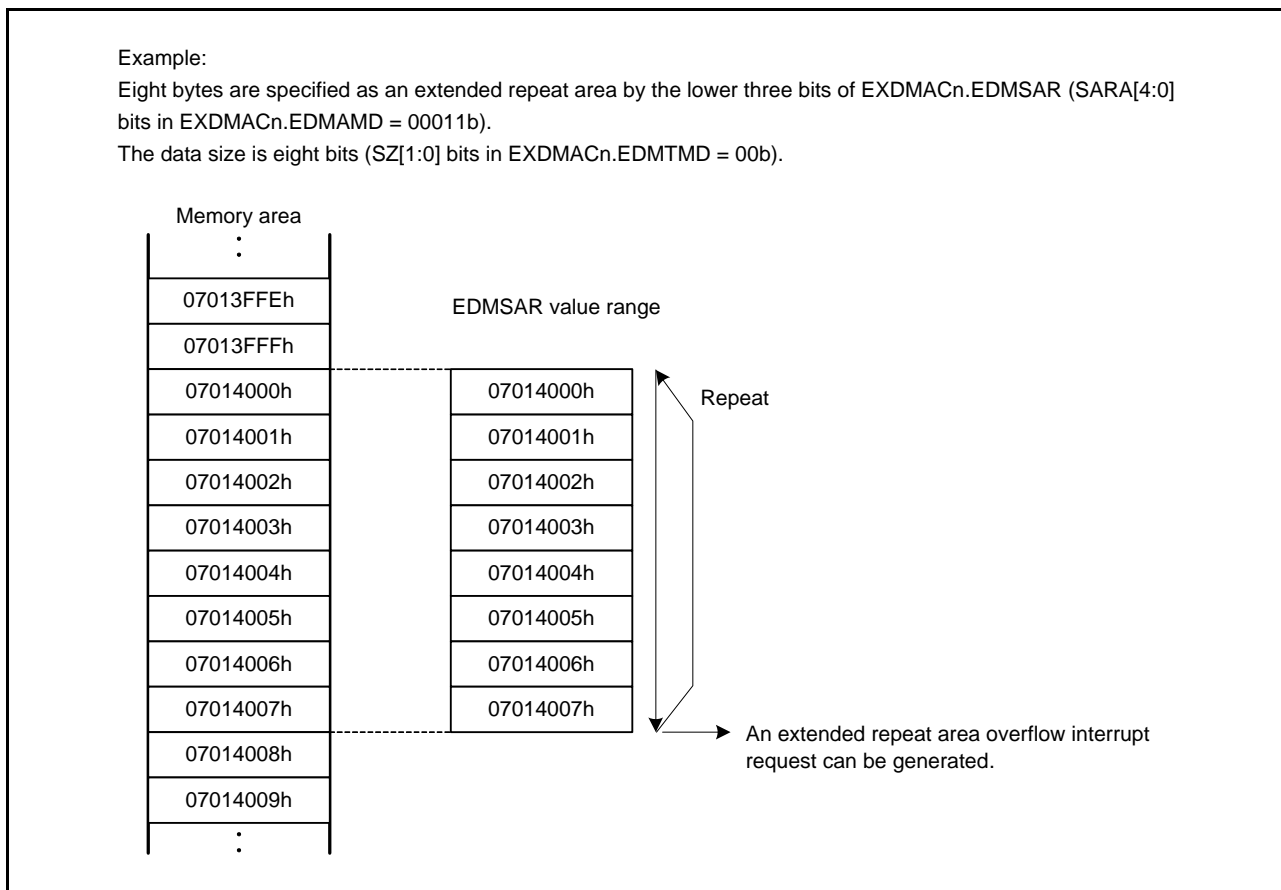 Example:
Eight bytes are specified as an extended repeat area by the lower three bits of EXDMACn.EDMSAR (SARA[4:0]
bits in EXDMACn.EDMAMD = 00011b).
The data size is eight bits (SZ[1:0] bits in EXDMACn.EDMTMD = 00b).
Memory area
07013FFEh
EDMSAR value range
07013FFFh
07014000h
07014000h
Repeat
07014001h
07014001h
07014002h
07014002h
07014003h
07014003h
07014004h
07014004h
07014005h
07014005h
07014006h
07014006h
07014007h
07014007h
An extended repeat area overflow interrupt
request can be generated.
07014008h
07014009h